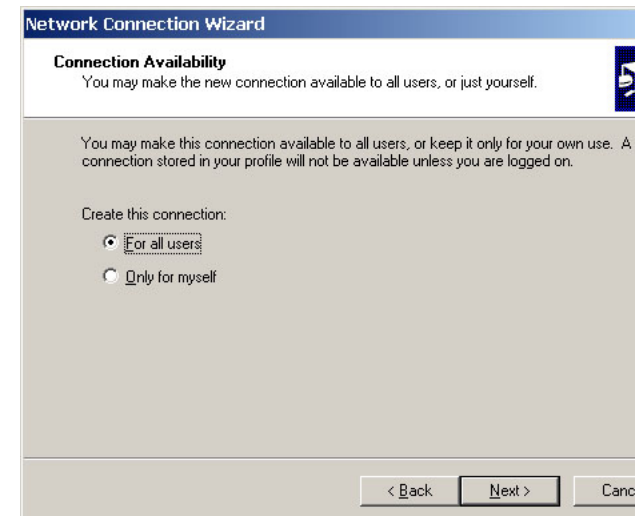 Network Connection Wizard
Connection Availability
You may make the new connection available to all users, or just yourself.
You may make this connection available to all users, or keep it only for your own use. A
connection stored in your profile will not be available unless you are logged on.
Create this connection:
For all users
Only for myself
< Back Next > Canc